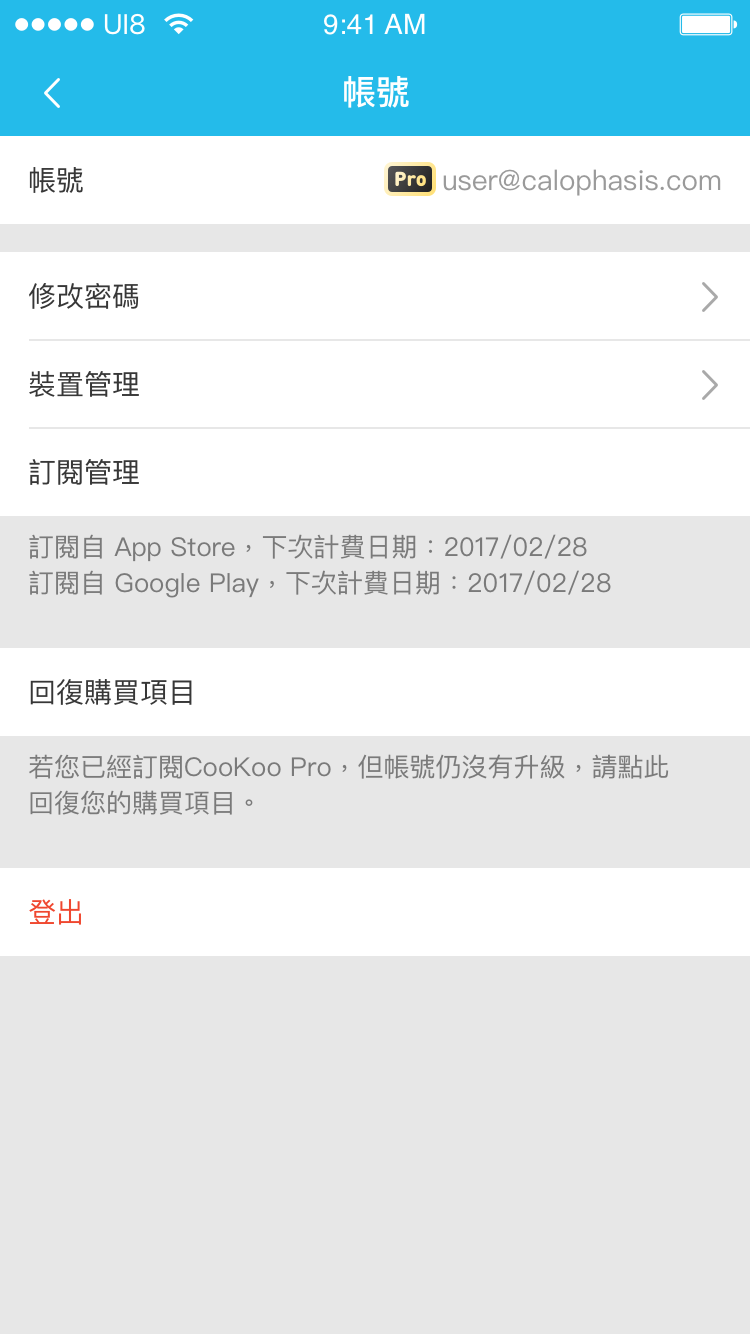 UI8 9:41 AM
帳號
帳號 Pro user@calophasis.com
修改密碼
裝置管理
訂閱管理
訂閱自 App Store，下次計費日期：2017/02/28
訂閱自 Google Play，下次計費日期：2017/02/28
回復購買項目
若您已經訂閱CooKoo Pro，但帳號仍沒有升級，請點此
回復您的購買項目。
登出